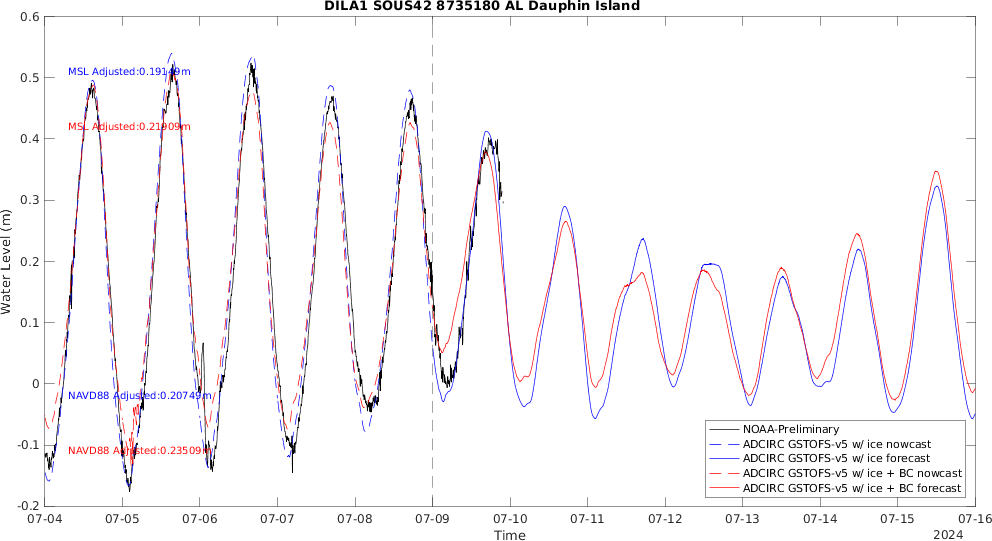 DILA1 SOUS42 8735180 AL Dauphin Island
0.6
0.5
0.4
0.3
0.2
0.1
0
-0.1
-0.2
Water Level (m)
MSL Adjusted:0.19149m
MSL Adjusted:0.21909m
NAVD88 Adjusted:0.20749m
NAVD88 Adjusted:0.23509m
NOAA-Preliminary
ADCIRC GSTOFS-v5 w/ ice nowcast
ADCIRC GSTOFS-v5 w/ ice forecast
ADCIRC GSTOFS-v5 w/ ice + BC nowcast
ADCIRC GSTOFS-v5 w/ ice + BC forecast
07-04 07-05 07-06 07-07 07-08 07-09 07-10 07-11 07-12 07-13 07-14 07-15 07-16
Time
2024